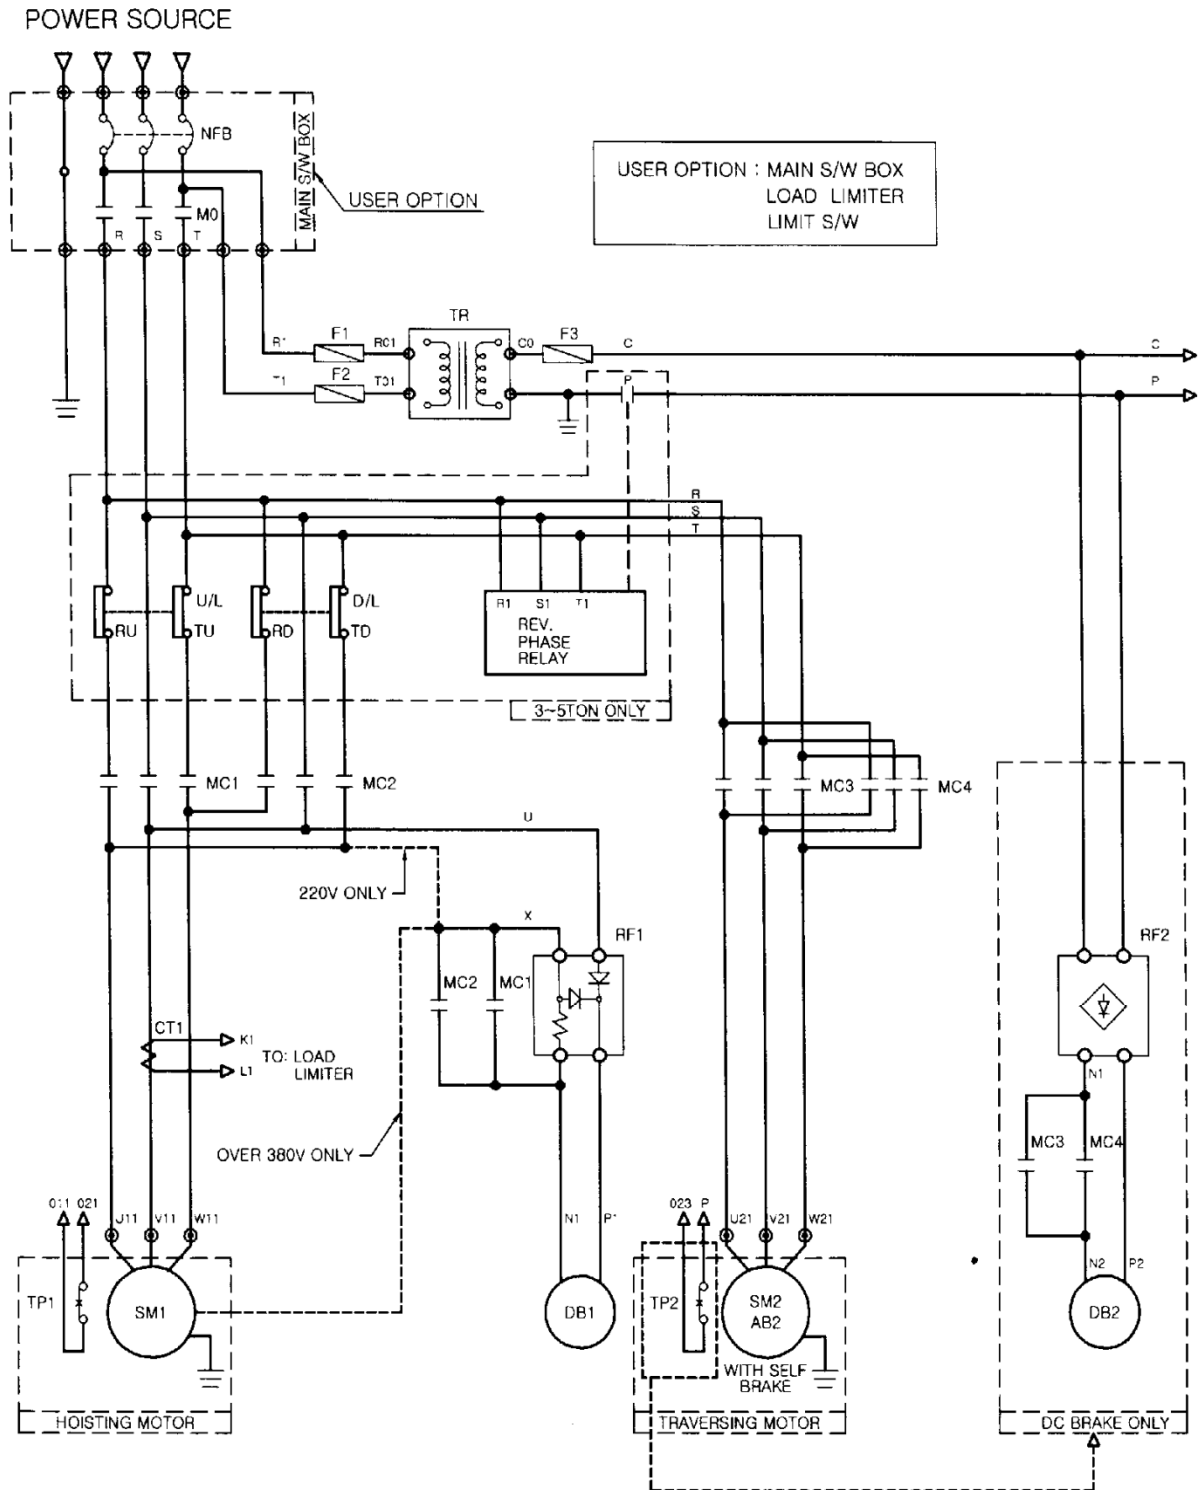 POWER SOURCE
NFB
MAIN S/W BOX
USER OPTION
USER OPTION : MAIN S/W BOX
LOAD LIMITER
LIMIT S/W
M0
R S T
TR
R1 F1 R01 C0 F3 C C
T1 F2 T01 P P
R
S
T
U/L D/L
RU TU RD TD
R1 S1 T1
REV.
PHASE
RELAY
3~5TON ONLY
MC1 MC2 MC3 MC4
U
220V ONLY
X RF1 RF2
MC2 MC1
CT1 K1
TO: LOAD
LIMITER
L1
N1
MC3 MC4
OVER 380V ONLY
011 021 U11 V11 W11 N1 P1 023 P U21 V21 W21
N2 P2
TP1 SM1 DB1 TP2 SM2
AB2
DB2
WITH SELF
BRAKE
HOISTING MOTOR TRAVERSING MOTOR DC BRAKE ONLY